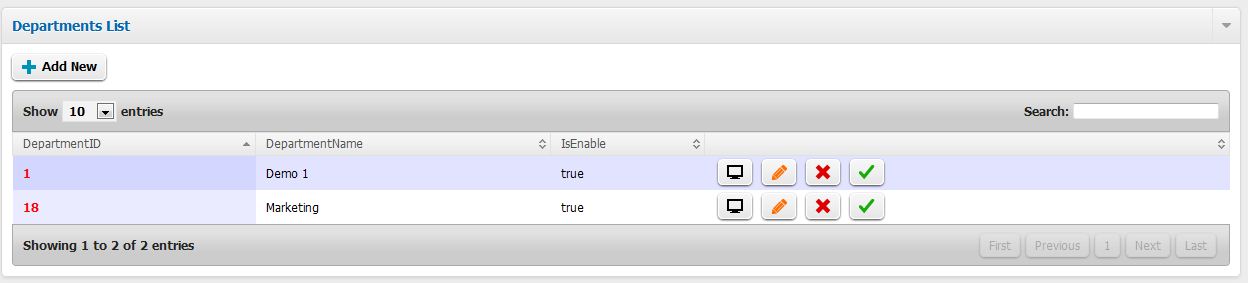 Departments List
Add New
Show 10 entries Search:
DepartmentID DepartmentName IsEnable
1 Demo 1 true
18 Marketing true
Showing 1 to 2 of 2 entries First Previous 1 Next Last